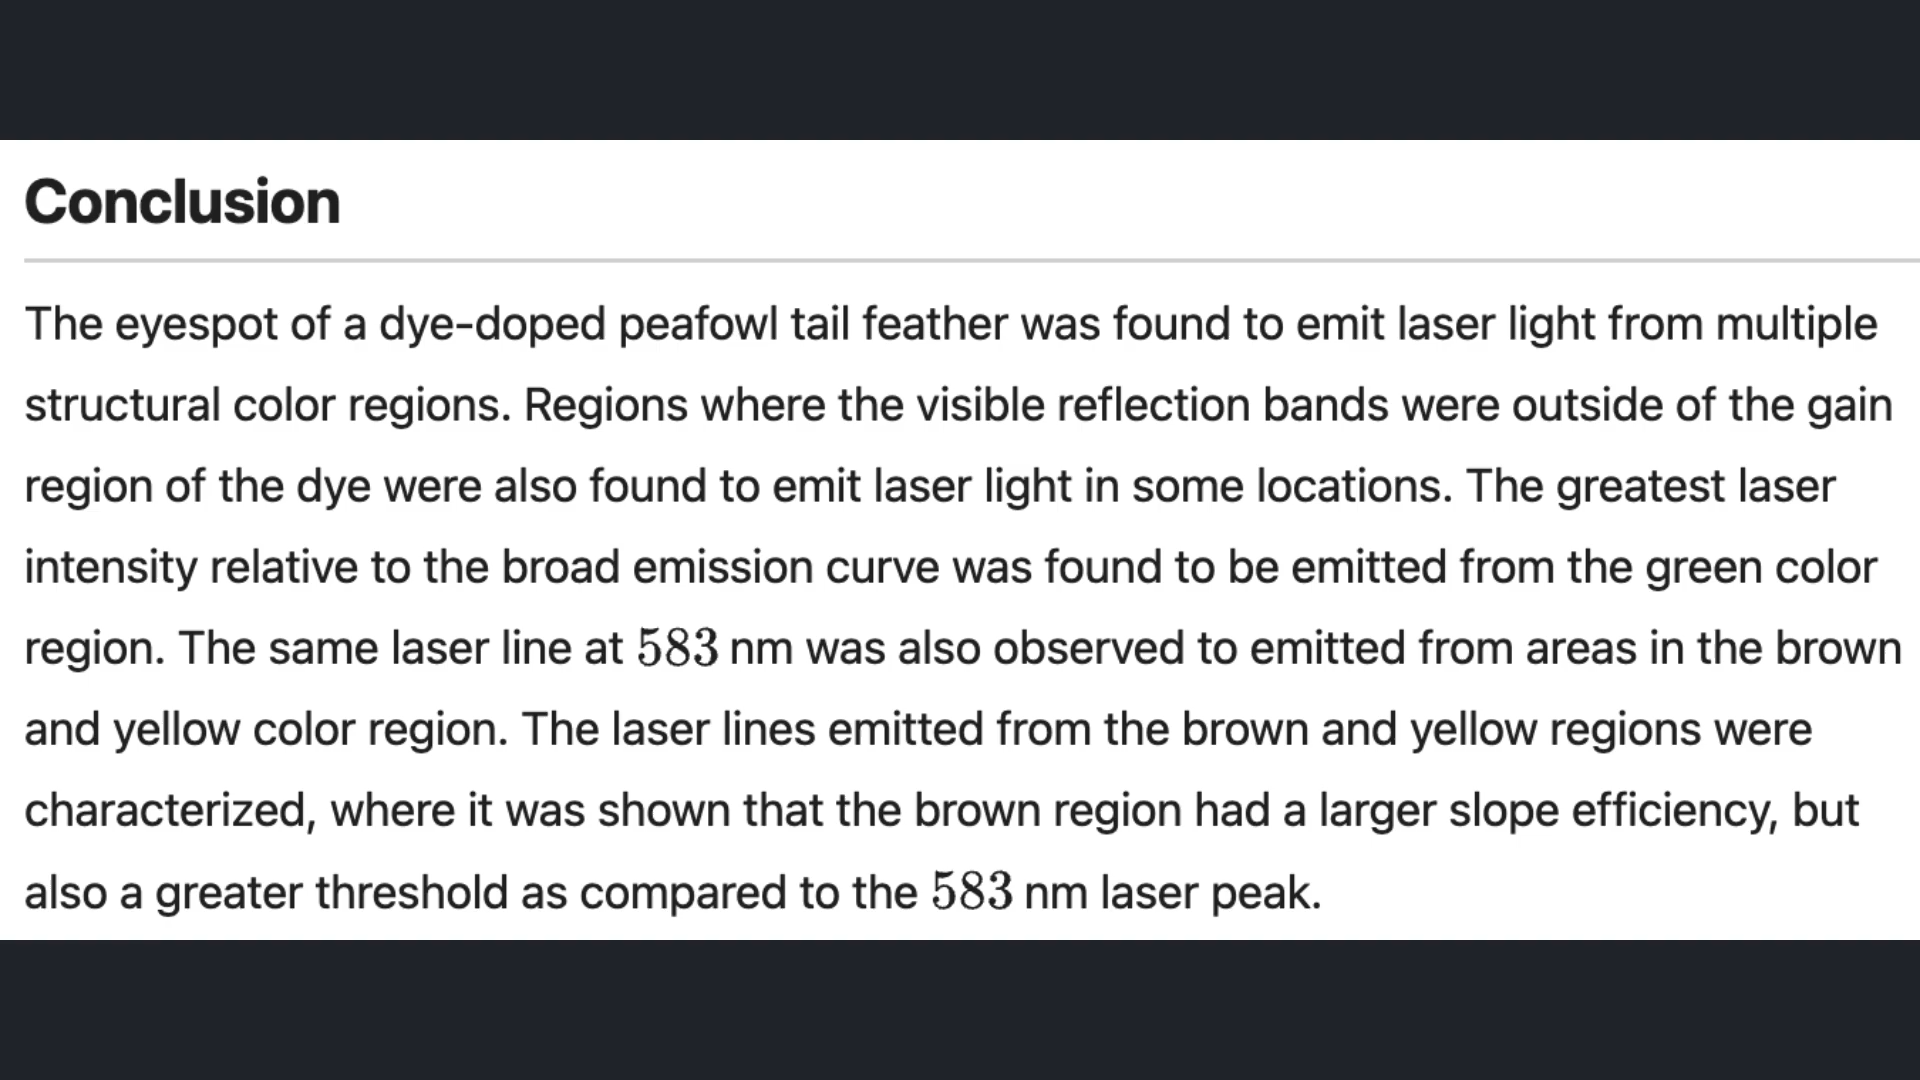 Conclusion
The eyespot of a dye-doped peafowl tail feather was found to emit laser light from multiple
structural color regions. Regions where the visible reflection bands were outside of the gain
region of the dye were also found to emit laser light in some locations. The greatest laser
intensity relative to the broad emission curve was found to be emitted from the green color
region. The same laser line at 583 nm was also observed to emitted from areas in the brown
and yellow color region. The laser lines emitted from the brown and yellow regions were
characterized, where it was shown that the brown region had a larger slope efficiency, but
also a greater threshold as compared to the 583 nm laser peak.